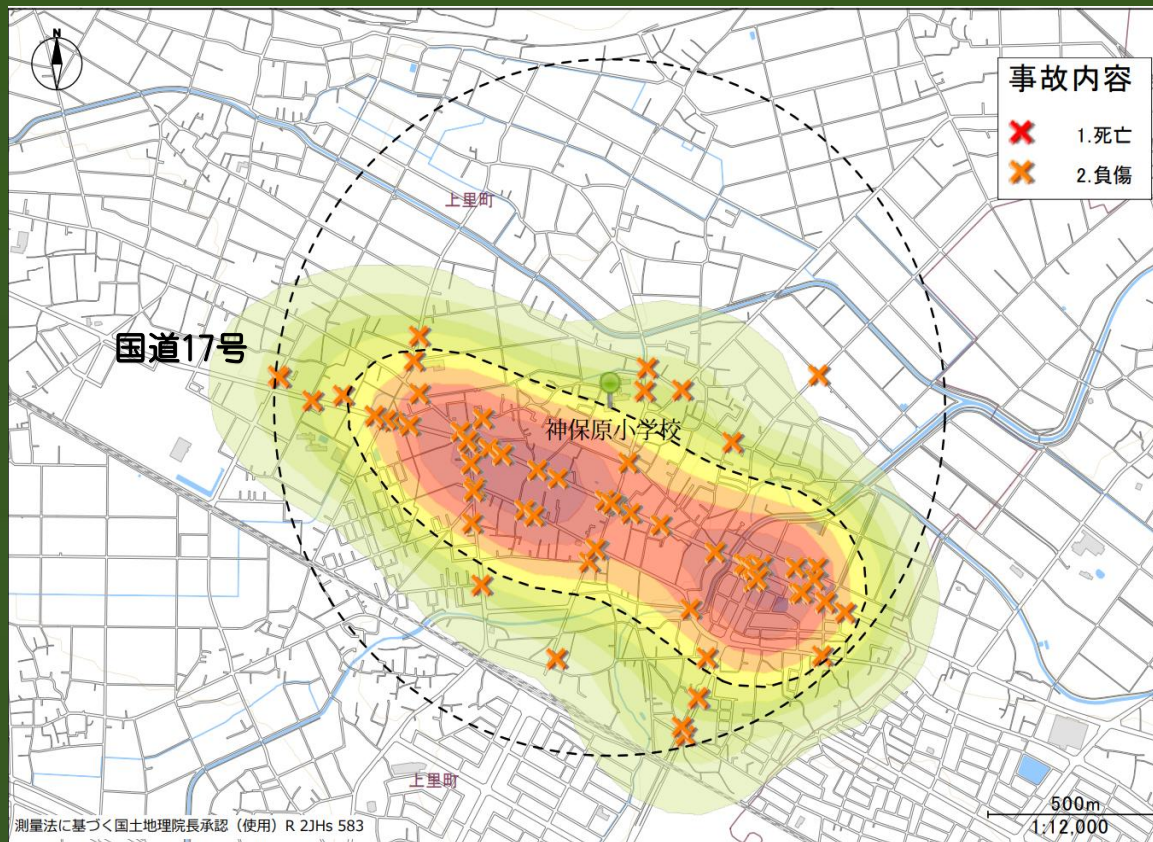 N
事故内容
1.死亡
2.負傷
上里町
国道17号
神保原小学校
上里町
500m
1:12,000
測量法に基づく国土地理院長承認（使用）R 2JHs 583